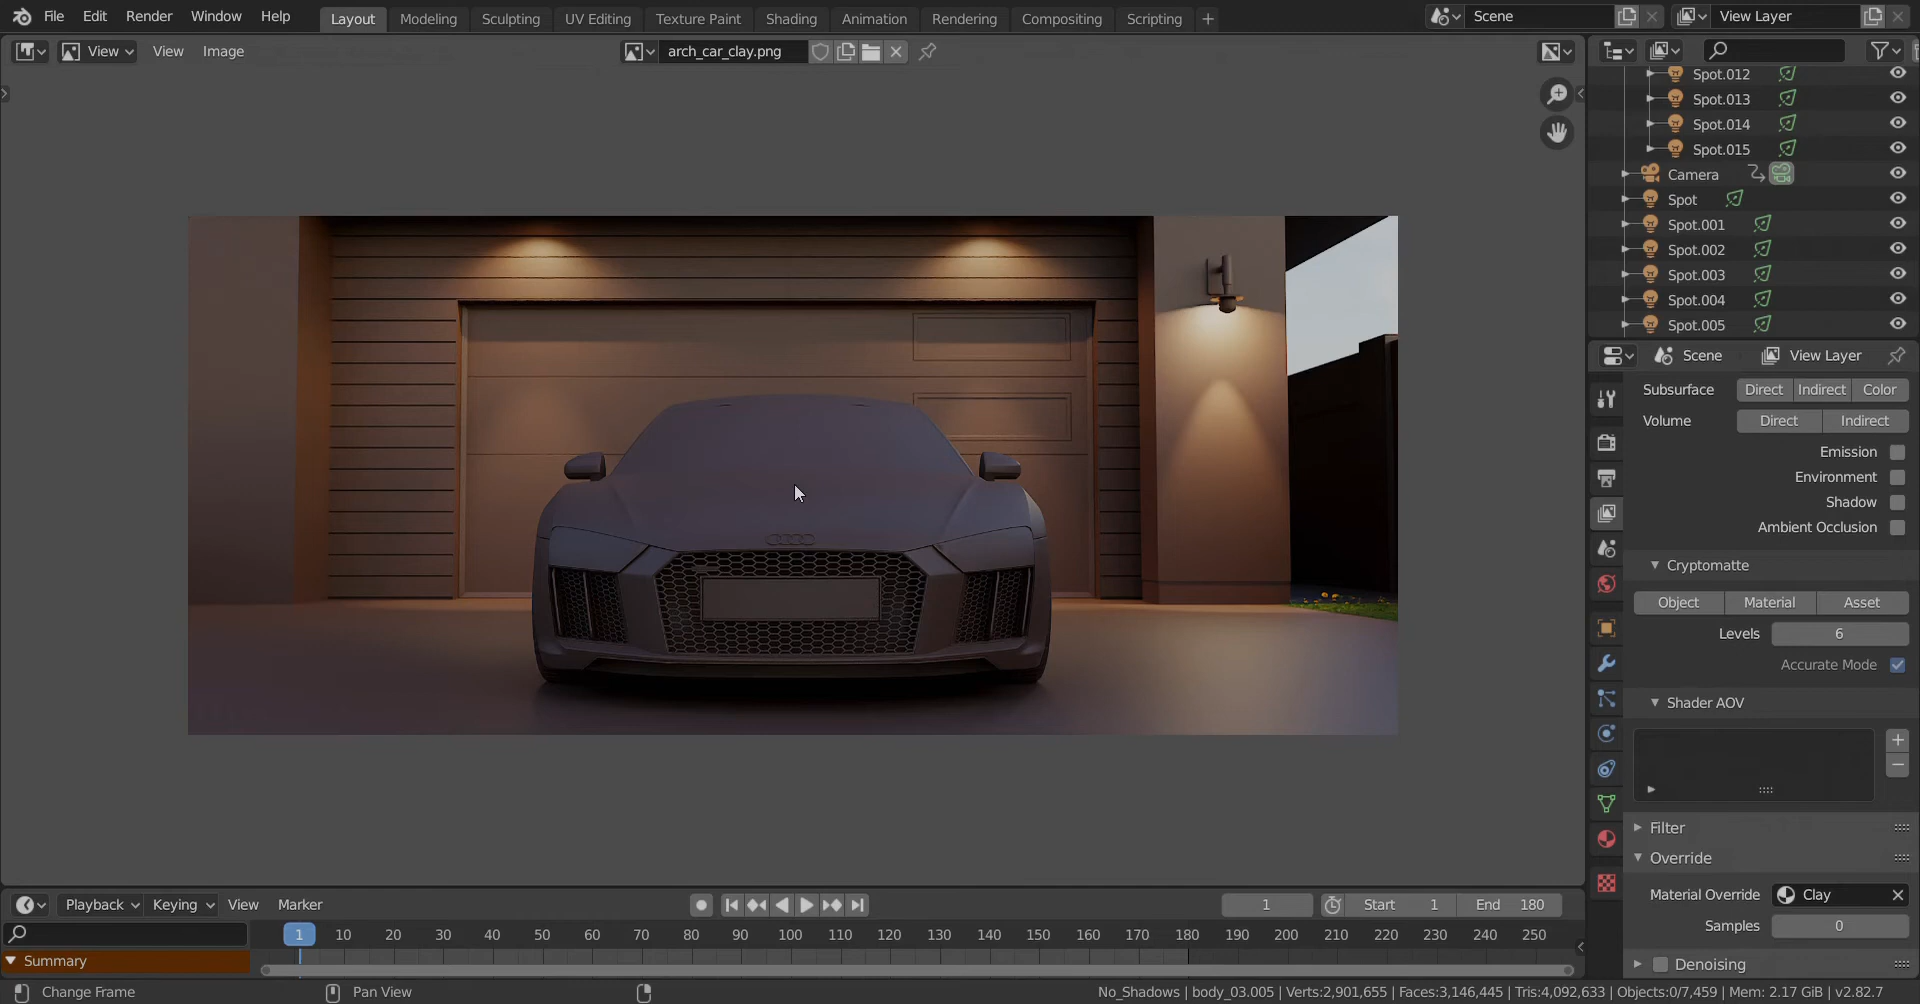 File Edit Render Window Help Layout Modeling Sculpting UV Editing Texture Paint Shading Animation Rendering Compositing Scripting + Scene View Layer
View View Image arch_car_clay.png
Spot.012
Spot.013
Spot.014
Spot.015
Camera
Spot
Spot.001
Spot.002
Spot.003
Spot.004
Spot.005
Scene View Layer
Subsurface Direct Indirect Color
Volume Direct Indirect
Emission
Environment
Shadow
Ambient Occlusion
Cryptomatte
Object Material Asset
Levels 6
Accurate Mode
Shader AOV
Filter
Override
Material Override Clay
Samples 0
Denoising
Playback Keying View Marker 1 Start 1 End 180
1 10 20 30 40 50 60 70 80 90 100 110 120 130 140 150 160 170 180 190 200 210 220 230 240 250
Summary
Change Frame Pan View No_Shadows | body_03.005 | Verts:2,901,655 | Faces:3,146,445 | Tris:4,092,633 | Objects:0/7,459 | Mem: 2.17 GiB | v2.82.7